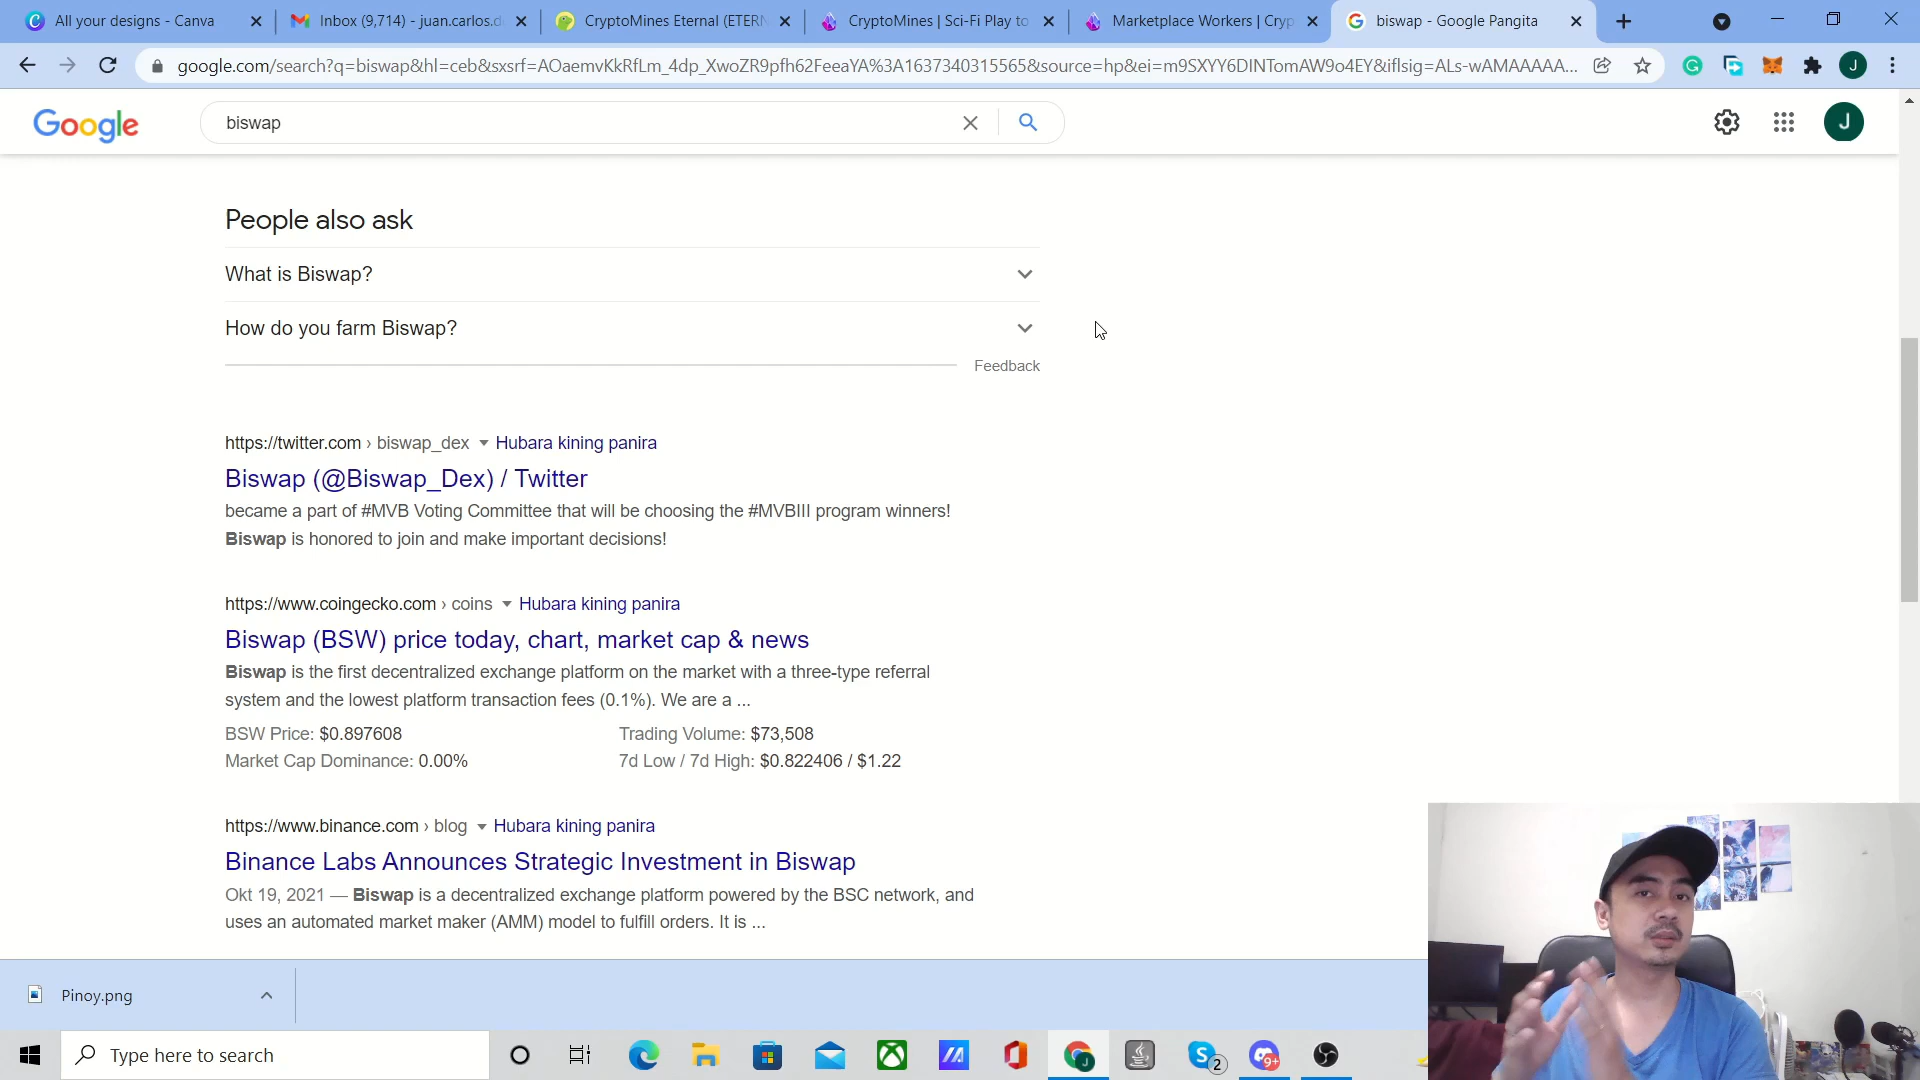 All your designs - Canva
Inbox (9,714) - juan.carlos.d
CryptoMines Eternal (ETERN
CryptoMines | Sci-Fi Play to
Marketplace Workers | Cryp
biswap - Google Pangita
google.com/search?q=biswap&hl=ceb&sxsrf=AOaemvKkRfLm_4dp_XwoZR9pfh62FeeaYA%3A1637340315565&source=hp&ei=m9SXYY6DINTomAW9o4EY&iflsig=ALs-wAMAAAAA...
J
Google
biswap
J
People also ask
What is Biswap?
How do you farm Biswap?
Feedback
https://twitter.com › biswap_dex Hubara kining panira
Biswap (@Biswap_Dex) / Twitter
became a part of #MVB Voting Committee that will be choosing the #MVBIII program winners!
Biswap is honored to join and make important decisions!
https://www.coingecko.com › coins Hubara kining panira
Biswap (BSW) price today, chart, market cap & news
Biswap is the first decentralized exchange platform on the market with a three-type referral
system and the lowest platform transaction fees (0.1%). We are a ...
BSW Price: $0.897608 Trading Volume: $73,508
Market Cap Dominance: 0.00% 7d Low / 7d High: $0.822406 / $1.22
https://www.binance.com › blog Hubara kining panira
Binance Labs Announces Strategic Investment in Biswap
Okt 19, 2021 — Biswap is a decentralized exchange platform powered by the BSC network, and
uses an automated market maker (AMM) model to fulfill orders. It is ...
Pinoy.png
Type here to search
2
9+